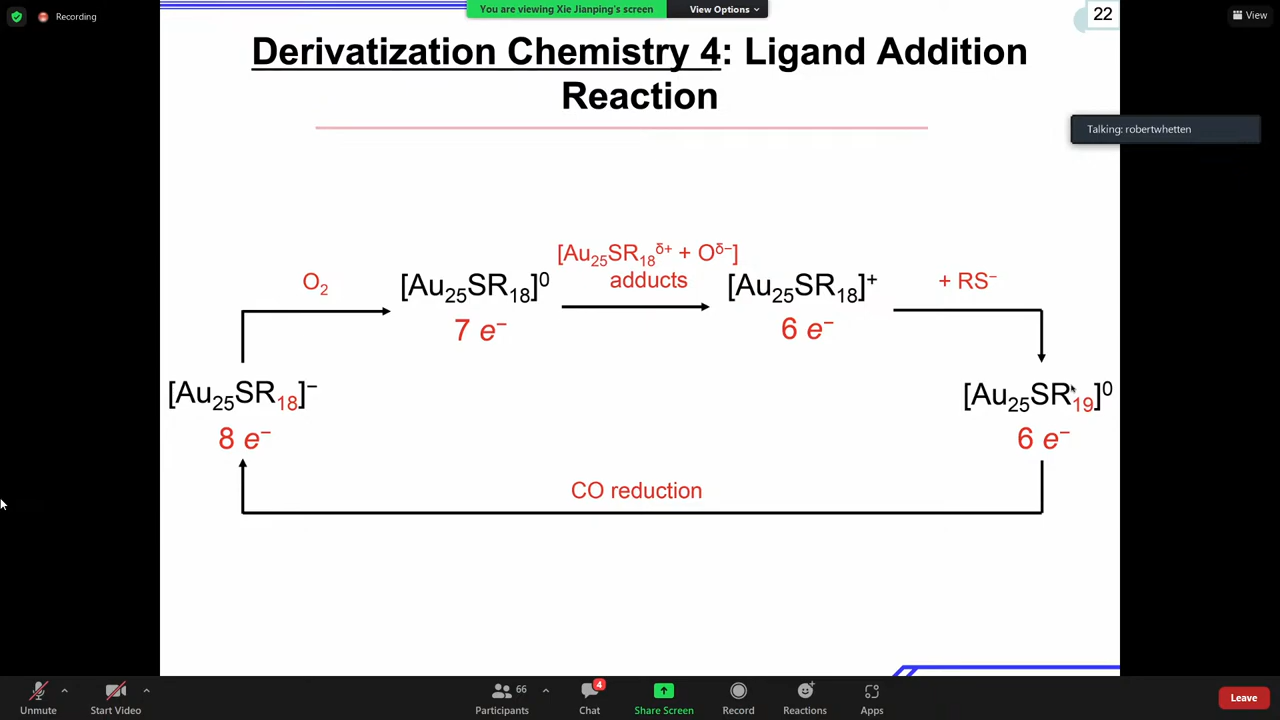 Recording
You are viewing Xie Jianping's screen
View Options
22
View
Derivatization Chemistry 4: Ligand Addition
Reaction
Talking: robertwhetten
O₂
[Au₂₅SR₁₈]⁰
7 e⁻
[Au₂₅SR₁₈^δ+ + O^δ−]
adducts
[Au₂₅SR₁₈]⁺
6 e⁻
+ RS⁻
[Au₂₅SR₁₈]⁻
8 e⁻
[Au₂₅SR₁₉]⁰
6 e⁻
CO reduction
Unmute
Start Video
66
Participants
4
Chat
Share Screen
Record
Reactions
Apps
Leave